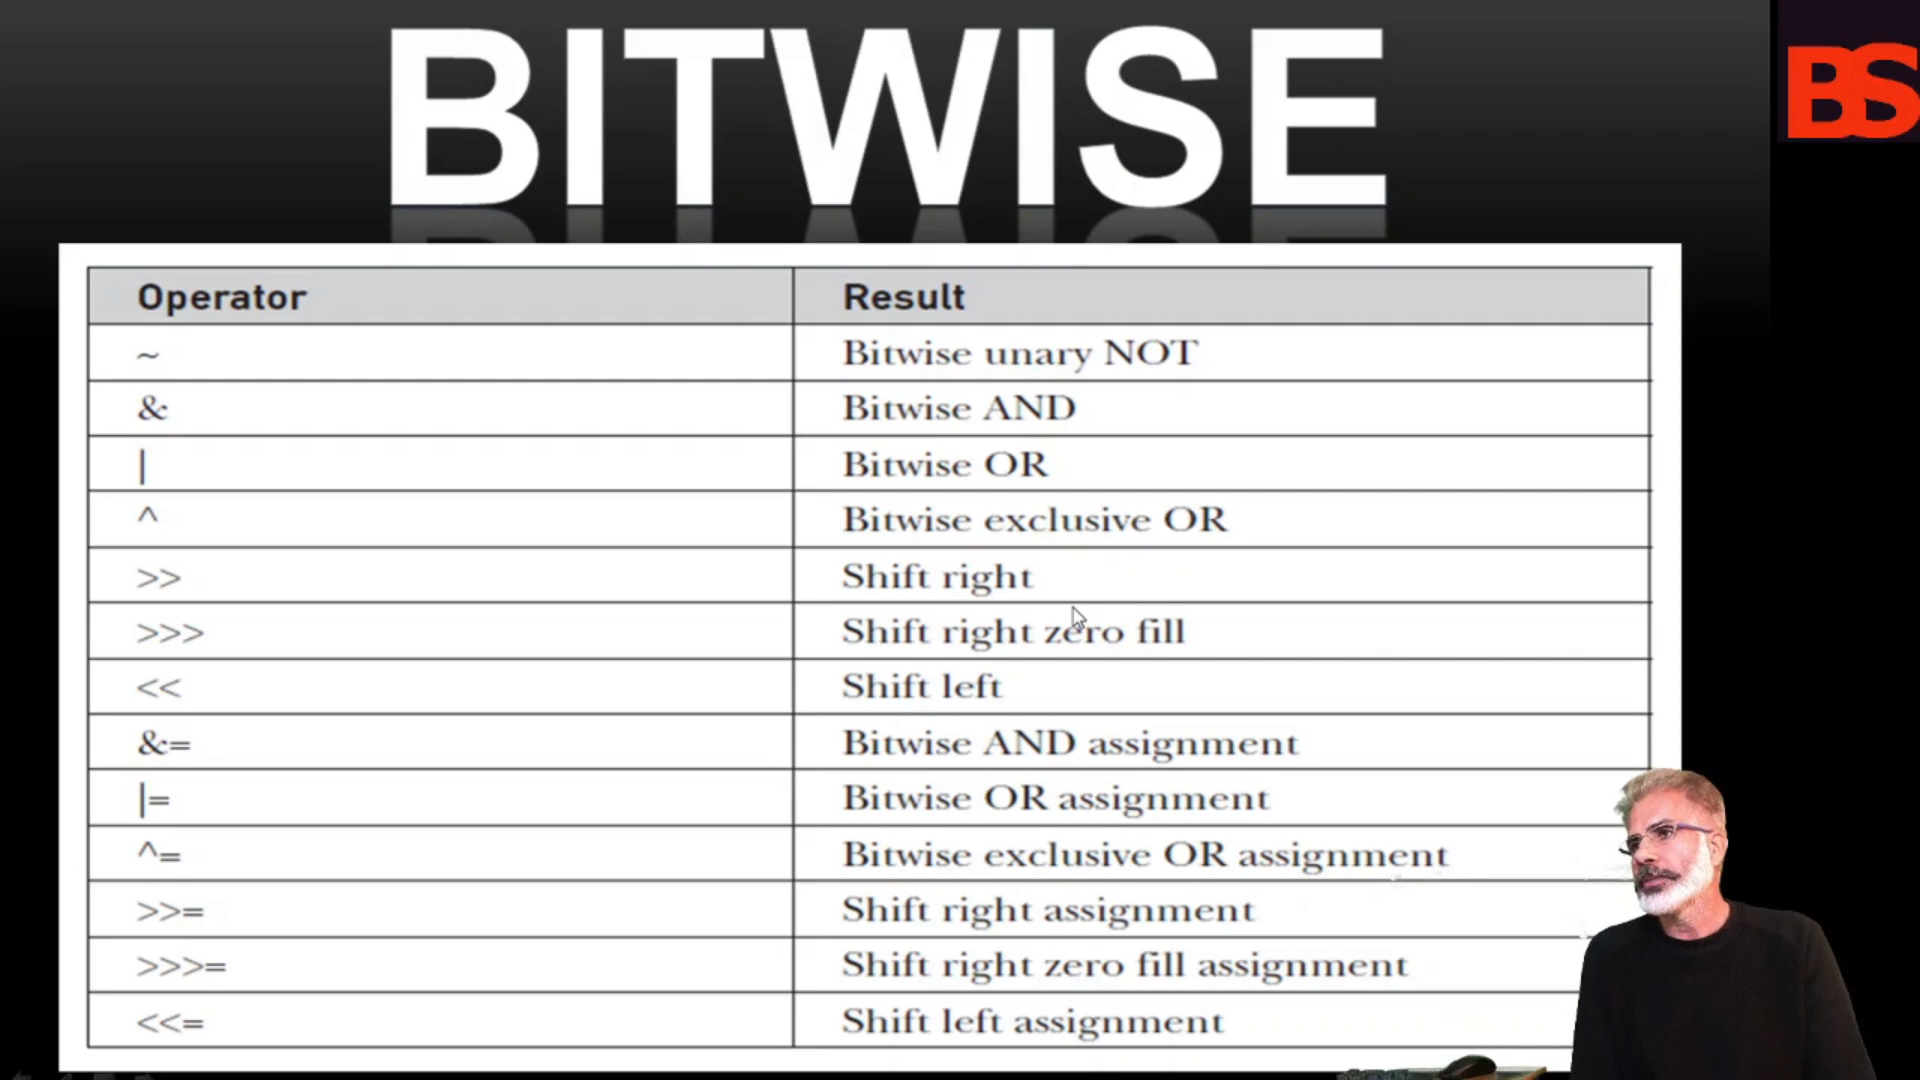 BITWISE
BS
Operator Result
~ Bitwise unary NOT
& Bitwise AND
| Bitwise OR
^ Bitwise exclusive OR
>> Shift right
>>> Shift right zero fill
<< Shift left
&= Bitwise AND assignment
|= Bitwise OR assignment
^= Bitwise exclusive OR assignment
>>= Shift right assignment
>>>= Shift right zero fill assignment
<<= Shift left assignment